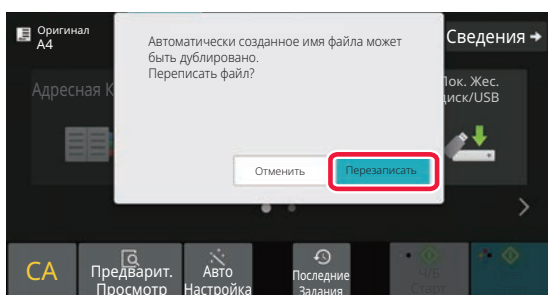 Оригинал
A4
Автоматически созданное имя файла может
быть дублировано.
Переписать файл?
Сведения
Адресная К
Лок. Жес.
диск/USB
Отменить
Перезаписать
CA
Предварит.
Просмотр
Авто
Настройка
Последние
Задания
Ч/Б
Старт